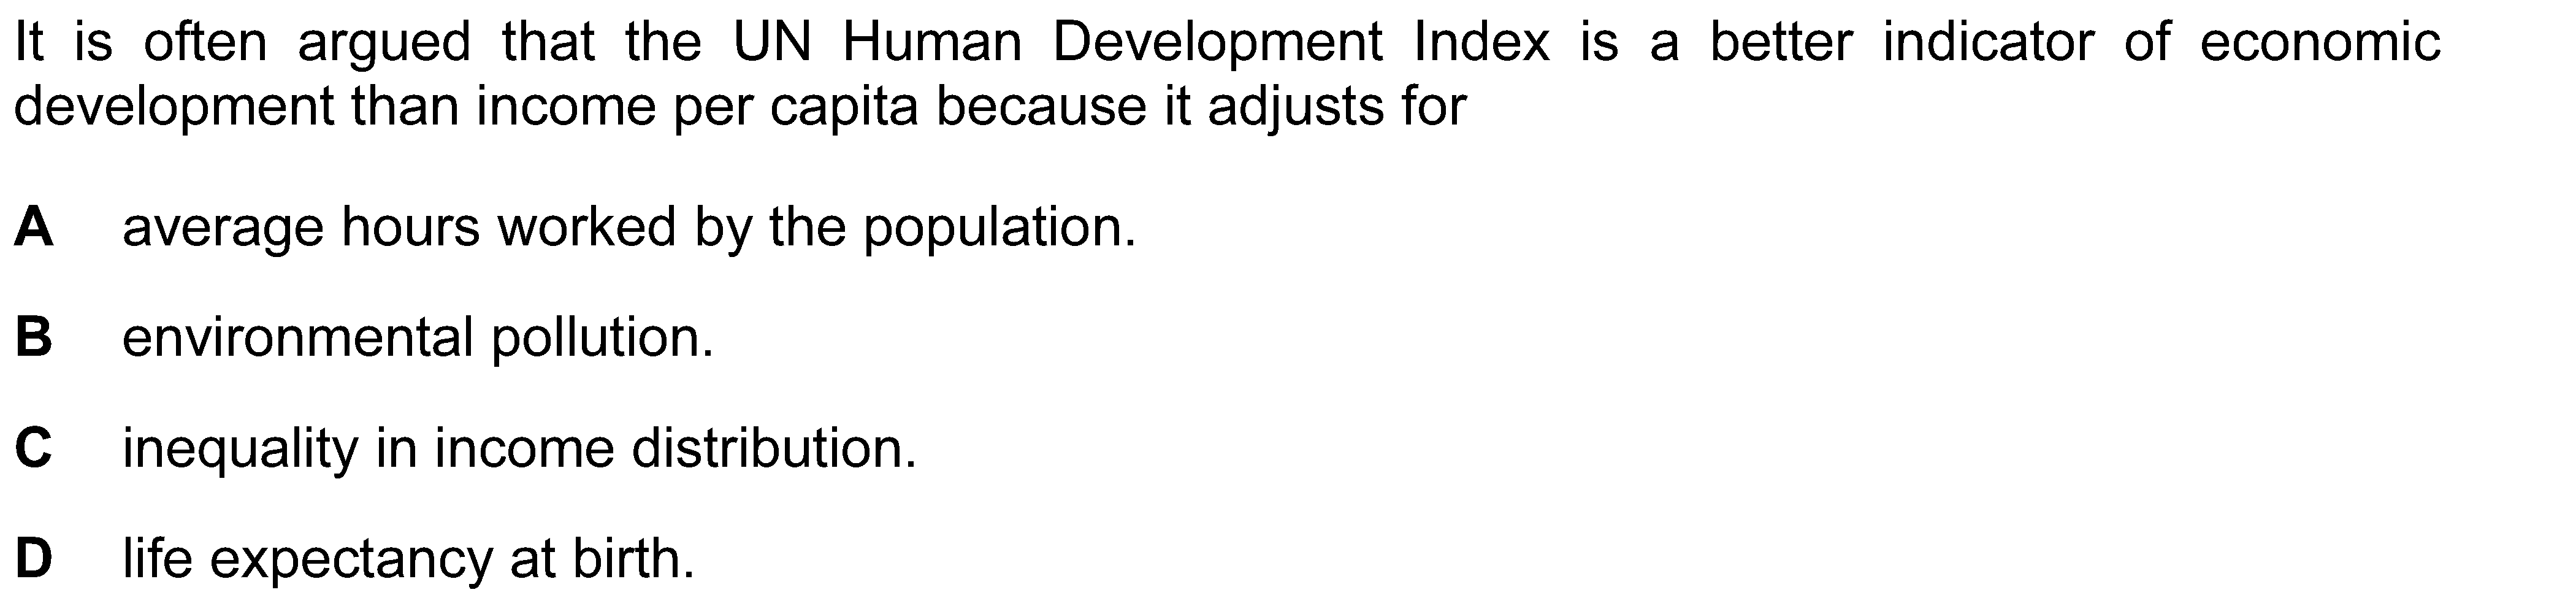 It is often argued that the UN Human Development Index is a better indicator of economic
development than income per capita because it adjusts for
A average hours worked by the population.
B environmental pollution.
C inequality in income distribution.
D life expectancy at birth.